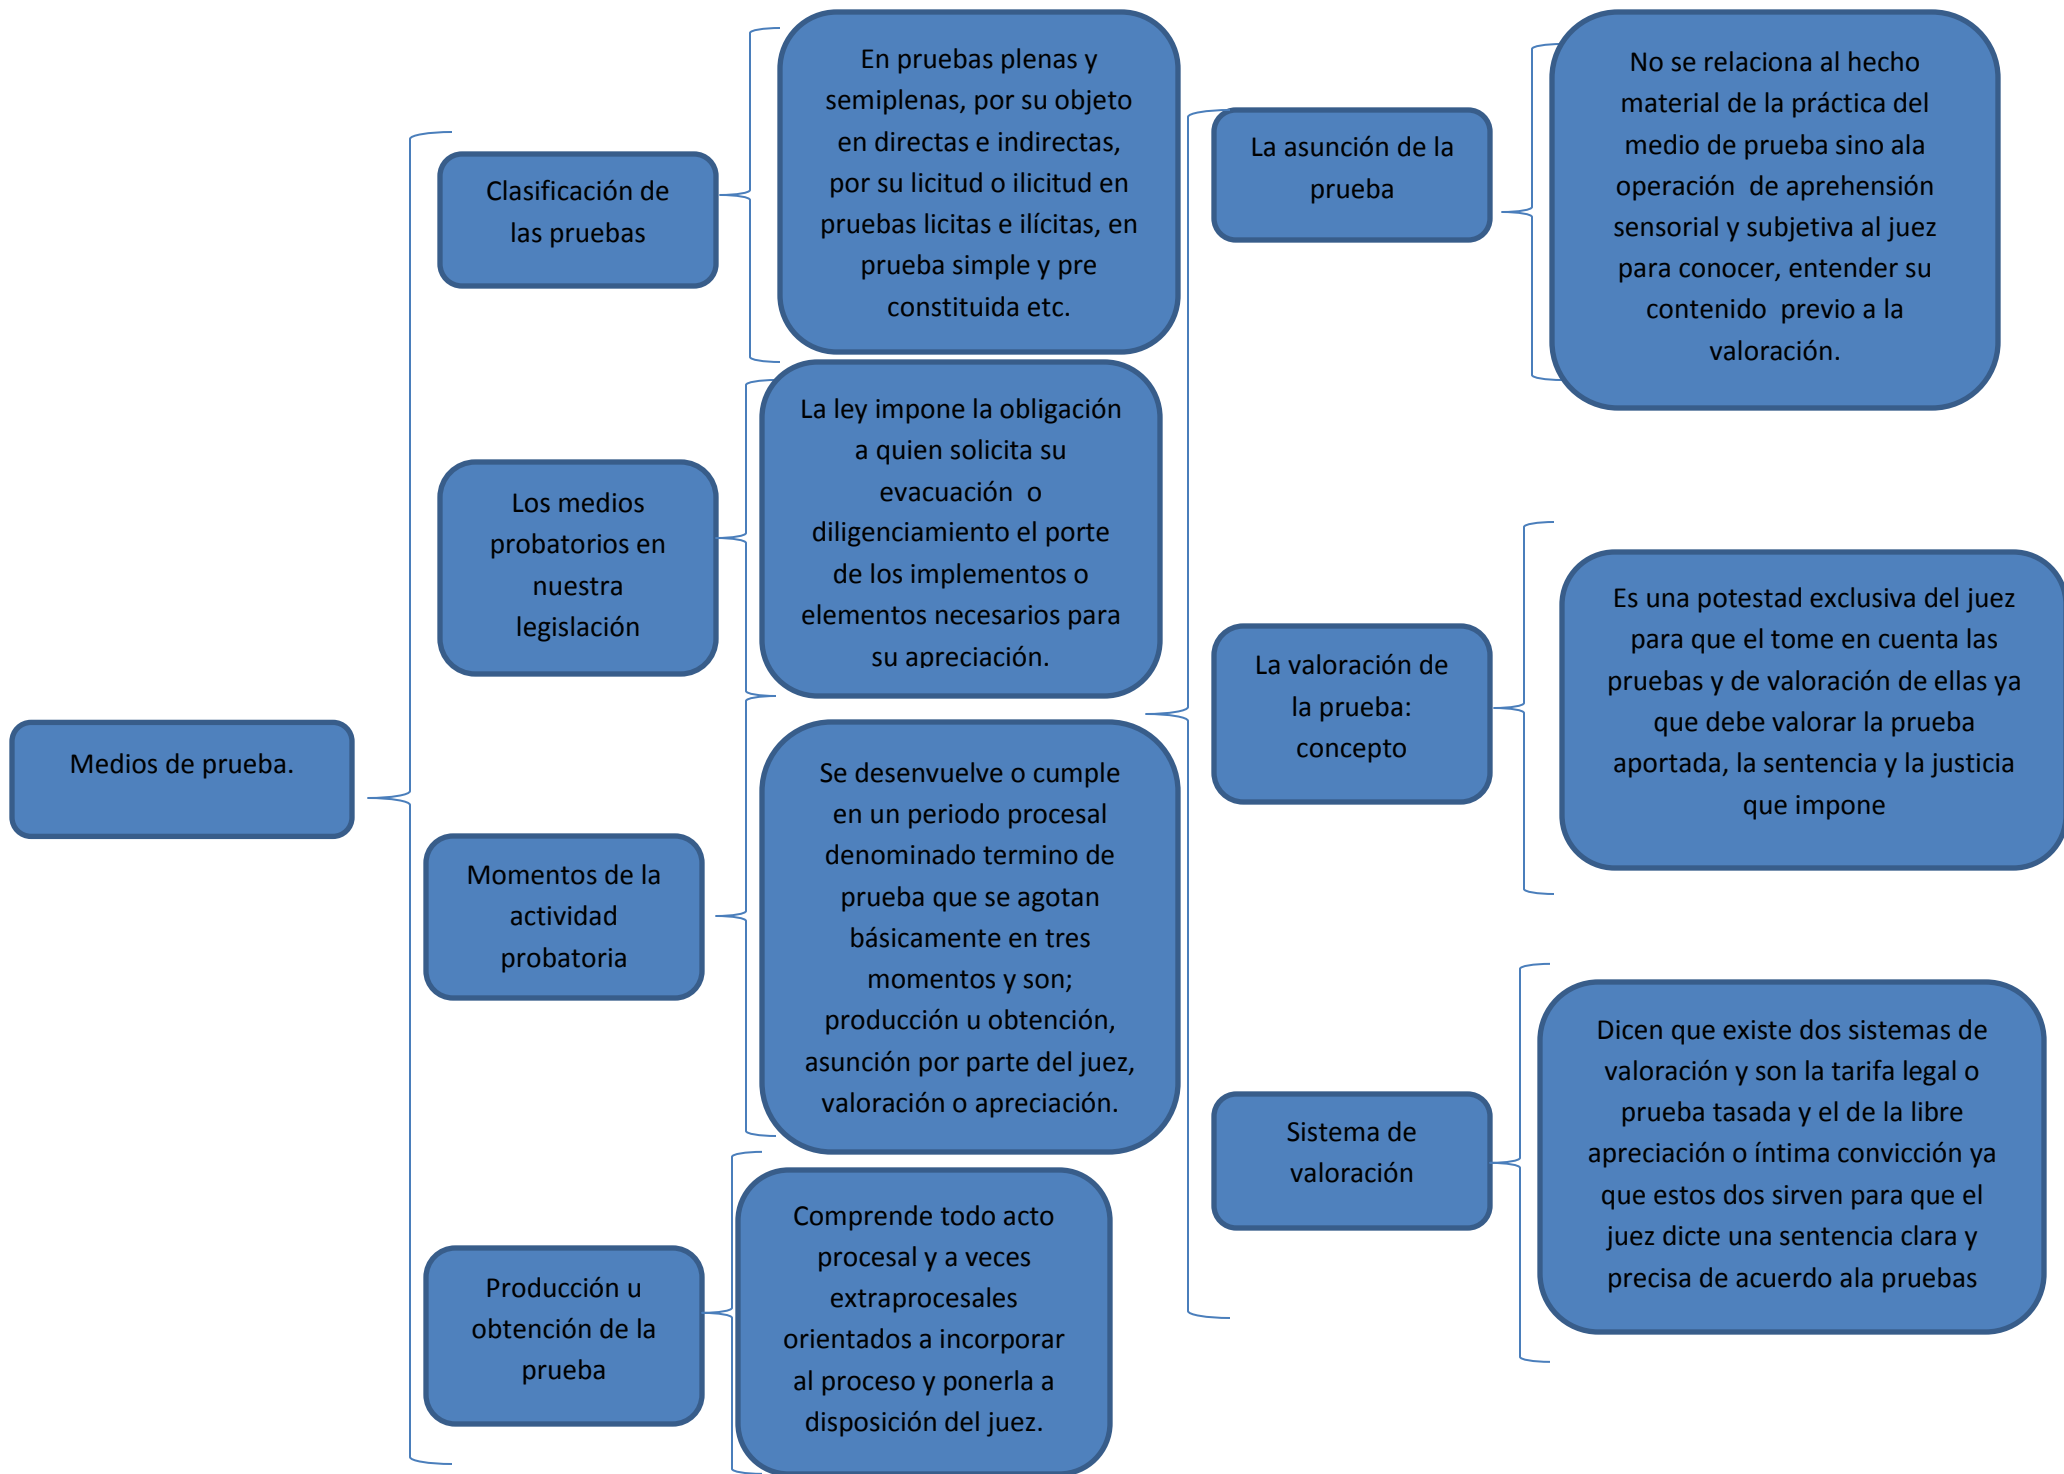 Medios de prueba.
Clasificación de
las pruebas
En pruebas plenas y
semiplenas, por su objeto
en directas e indirectas,
por su licitud o ilicitud en
pruebas licitas e ilícitas, en
prueba simple y pre
constituida etc.
Los medios
probatorios en
nuestra
legislación
La ley impone la obligación
a quien solicita su
evacuación o
diligenciamiento el porte
de los implementos o
elementos necesarios para
su apreciación.
Momentos de la
actividad
probatoria
Se desenvuelve o cumple
en un periodo procesal
denominado termino de
prueba que se agotan
básicamente en tres
momentos y son;
producción u obtención,
asunción por parte del juez,
valoración o apreciación.
Producción u
obtención de la
prueba
Comprende todo acto
procesal y a veces
extraprocesales
orientados a incorporar
al proceso y ponerla a
disposición del juez.
La asunción de la
prueba
No se relaciona al hecho
material de la práctica del
medio de prueba sino ala
operación de aprehensión
sensorial y subjetiva al juez
para conocer, entender su
contenido previo a la
valoración.
La valoración de
la prueba:
concepto
Es una potestad exclusiva del juez
para que el tome en cuenta las
pruebas y de valoración de ellas ya
que debe valorar la prueba
aportada, la sentencia y la justicia
que impone
Sistema de
valoración
Dicen que existe dos sistemas de
valoración y son la tarifa legal o
prueba tasada y el de la libre
apreciación o íntima convicción ya
que estos dos sirven para que el
juez dicte una sentencia clara y
precisa de acuerdo ala pruebas